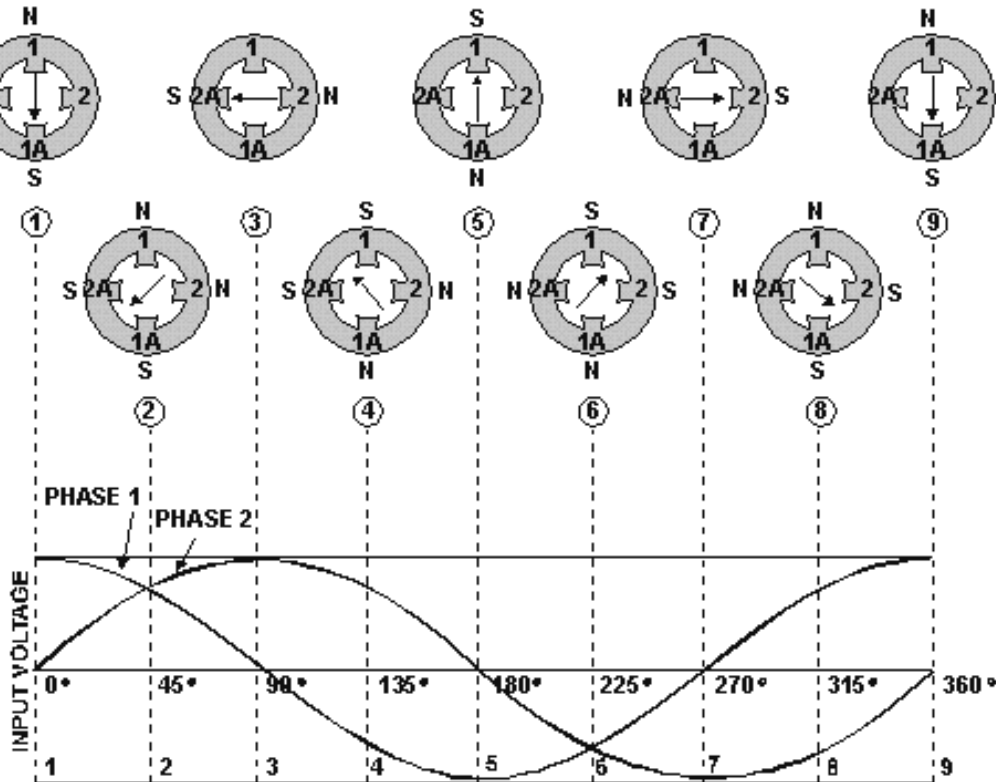 N S N
1 1 1 1 1
2 S 2A 2 N 2A 2 N 2A 2 S 2A 2
1A 1A 1A 1A 1A
S N S
1 3 5 7 9
N S S N
1 1 1 1
S 2A 2 N S 2A 2 N N 2A 2 S N 2A 2 S
1A 1A 1A 1A
S N N S
2 4 6 8
PHASE 1
PHASE 2
INPUT VOLTAGE
0° 45° 90° 135° 180° 225° 270° 315° 360°
1 2 3 4 5 6 7 8 9